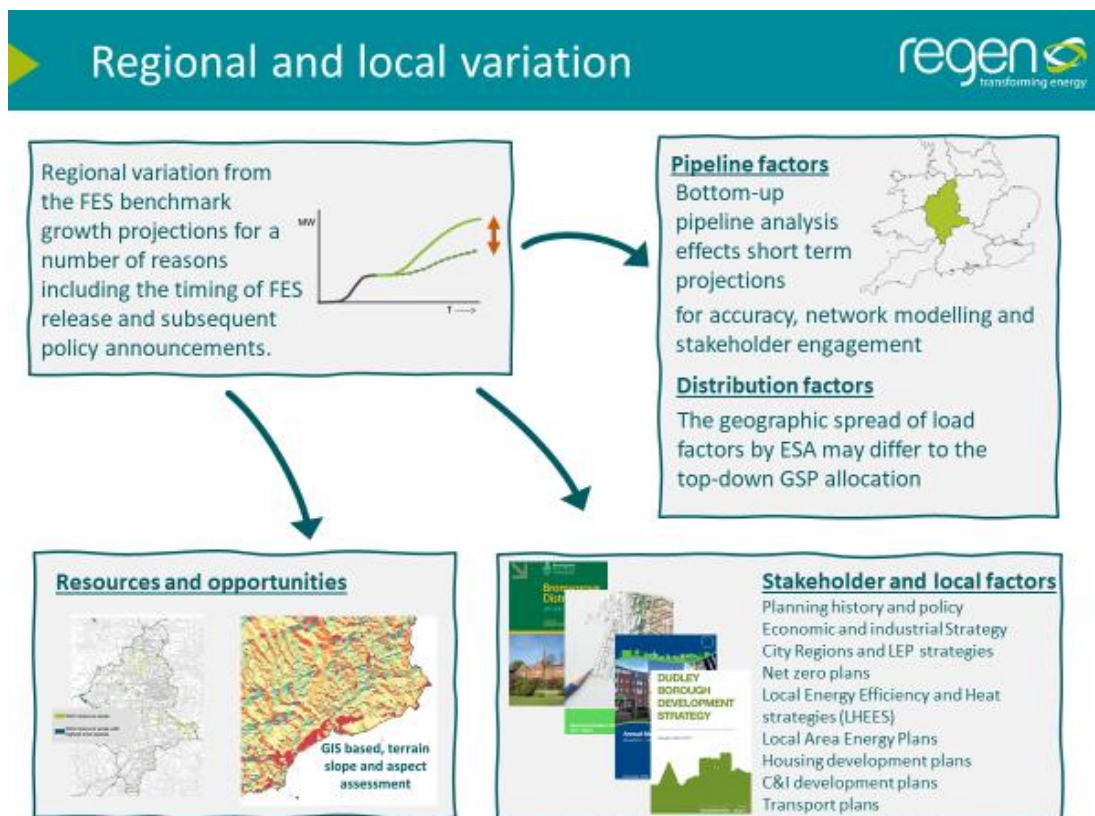 Regional and local variation
regen
transforming energy
Regional variation from
the FES benchmark
growth projections for a
number of reasons
including the timing of FES
release and subsequent
policy announcements.
MW
T --->
Pipeline factors
Bottom-up
pipeline analysis
effects short term
projections
for accuracy, network modelling and
stakeholder engagement
Distribution factors
The geographic spread of load
factors by ESA may differ to the
top-down GSP allocation
Resources and opportunities
GIS based, terrain
slope and aspect
assessment
DUDLEY
BOROUGH
DEVELOPMENT
STRATEGY
Stakeholder and local factors
Planning history and policy
Economic and industrial Strategy
City Regions and LEP strategies
Net zero plans
Local Energy Efficiency and Heat
strategies (LHEES)
Local Area Energy Plans
Housing development plans
C&I development plans
Transport plans